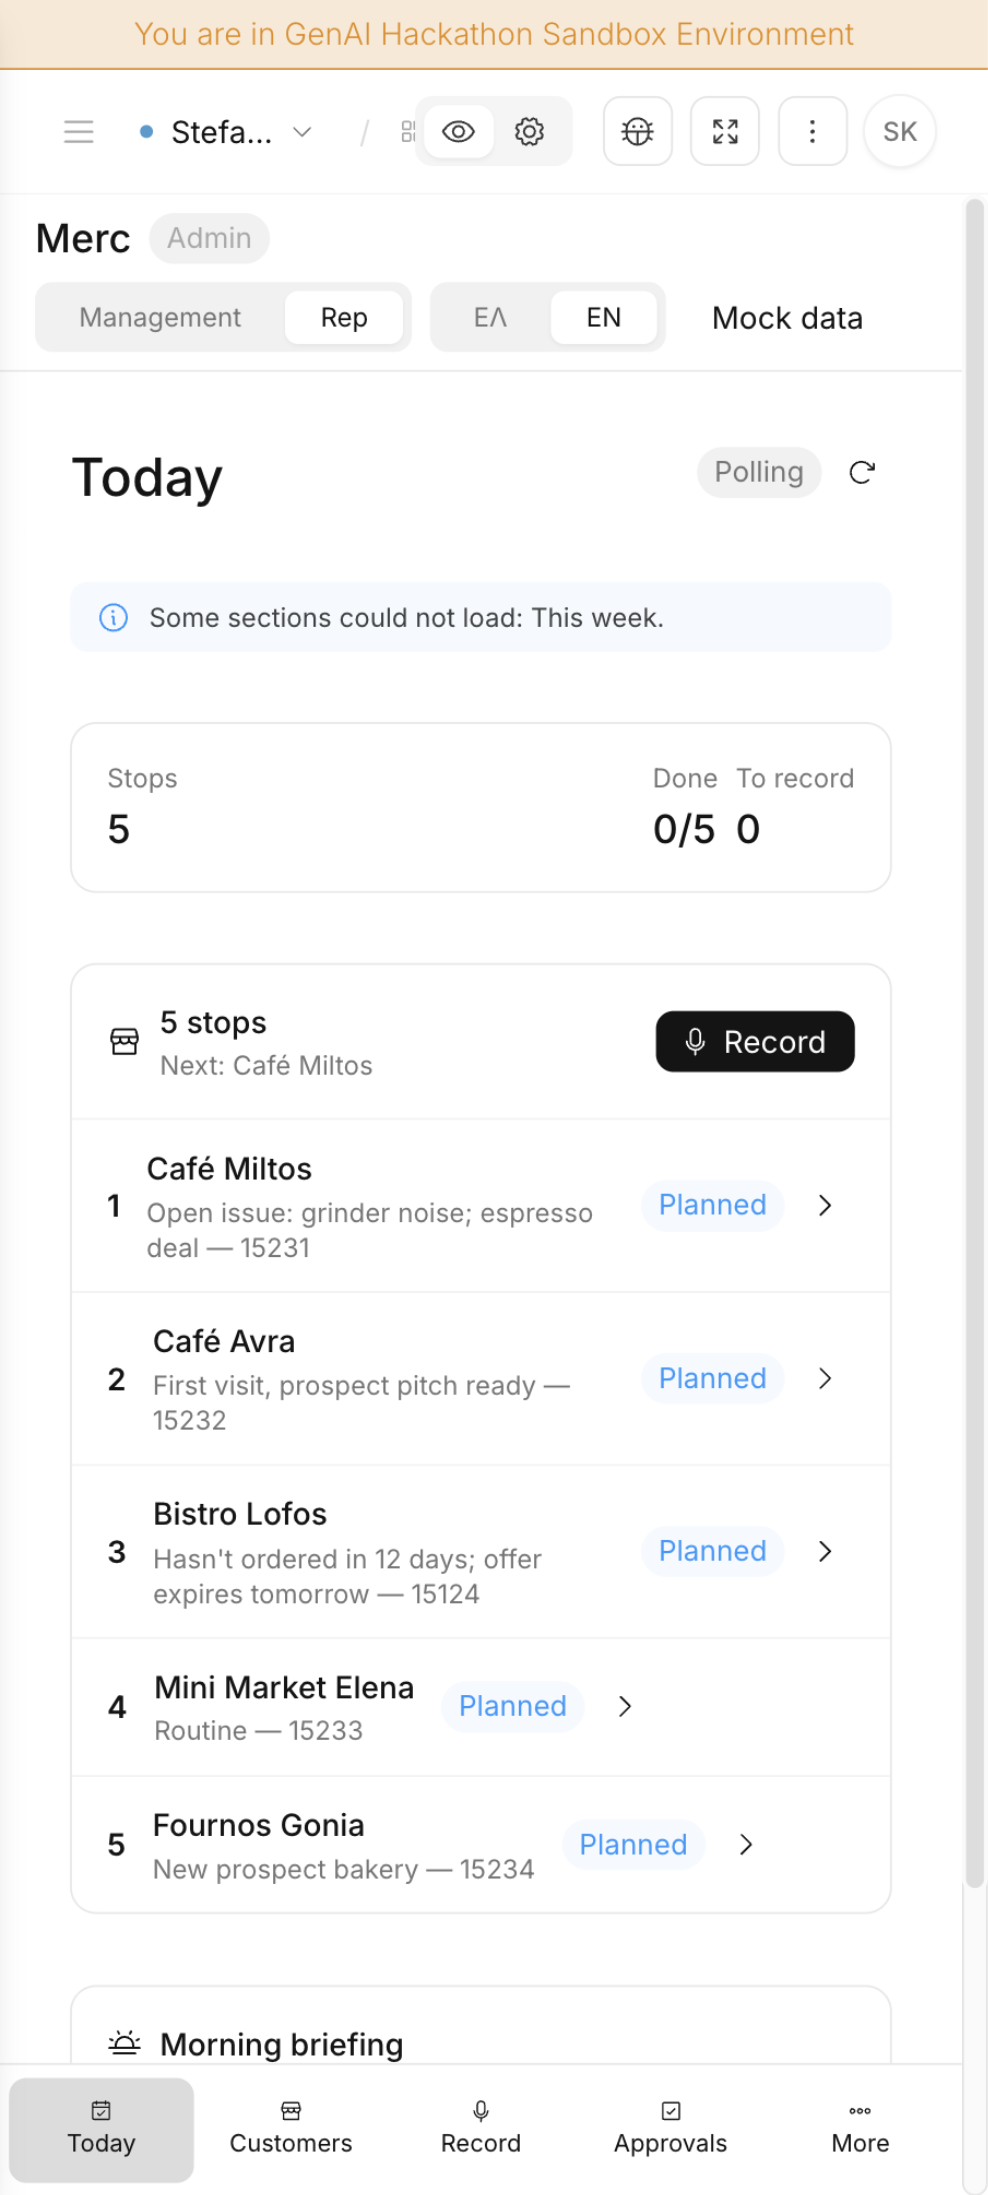 You are in GenAI Hackathon Sandbox Environment
Stefa... / SK
Merc Admin
Management Rep ΕΛ EN Mock data
Today Polling
Some sections could not load: This week.
Stops Done To record
5 0/5 0
5 stops
Next: Café Miltos
Record
1
Café Miltos
Open issue: grinder noise; espresso
deal — 15231
Planned
2
Café Avra
First visit, prospect pitch ready —
15232
Planned
3
Bistro Lofos
Hasn't ordered in 12 days; offer
expires tomorrow — 15124
Planned
4
Mini Market Elena
Routine — 15233
Planned
5
Fournos Gonia
New prospect bakery — 15234
Planned
Morning briefing
Today Customers Record Approvals More